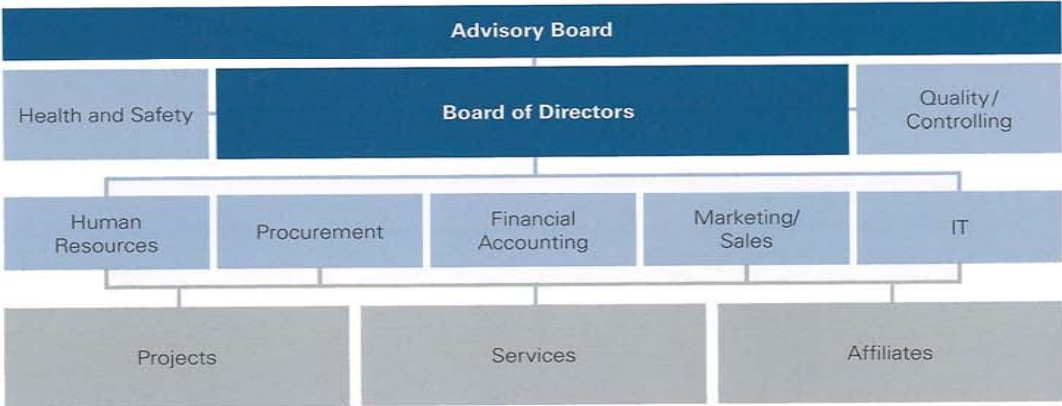 Advisory Board
Health and Safety
Board of Directors
Quality/
Controlling
Human
Resources
Procurement
Financial
Accounting
Marketing/
Sales
IT
Projects
Services
Affiliates